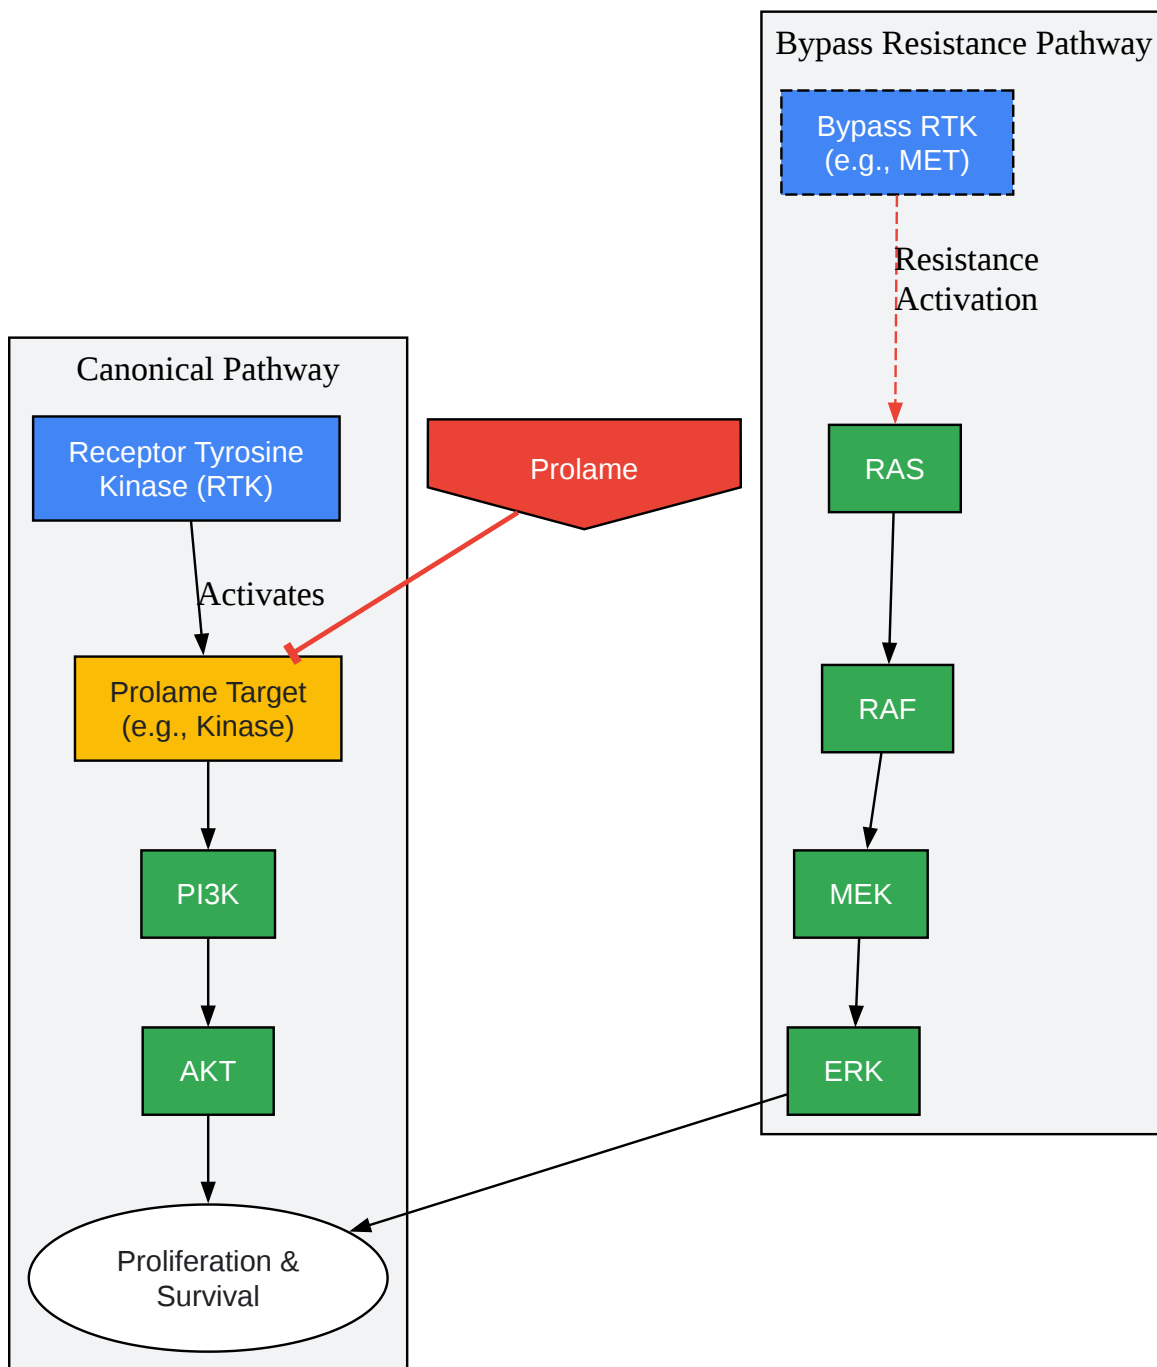 Bypass Resistance Pathway
Bypass RTK
(e.g., MET)
Resistance
Activation
Canonical Pathway
Receptor Tyrosine
Kinase (RTK)
Prolame
RAS
Activates
Prolame Target
(e.g., Kinase)
RAF
PI3K
MEK
AKT
ERK
Proliferation &
Survival